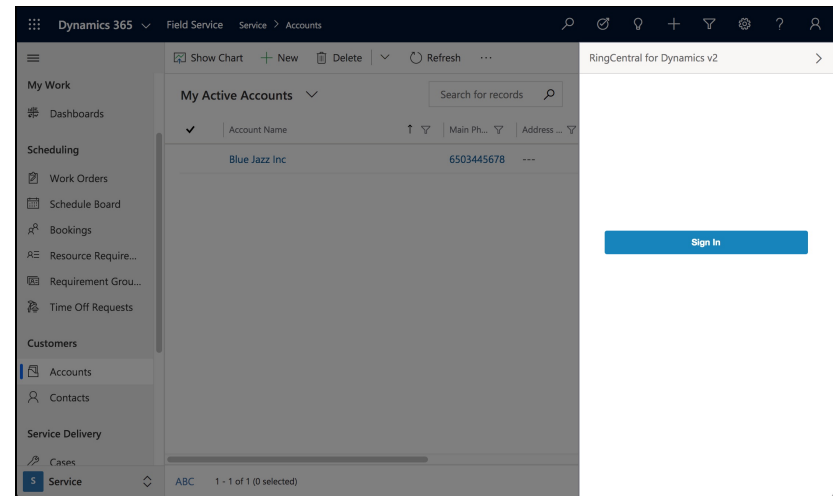 Dynamics 365 Field Service Service > Accounts
Show Chart New Delete Refresh ...
RingCentral for Dynamics v2
My Work
Dashboards
My Active Accounts
Search for records
Account Name Main Ph... Address ...
Scheduling
Blue Jazz Inc 6503445678 ---
Work Orders
Schedule Board
Bookings
Sign In
Resource Require...
Requirement Grou...
Time Off Requests
Customers
Accounts
Contacts
Service Delivery
Cases
S Service
ABC 1 - 1 of 1 (0 selected)